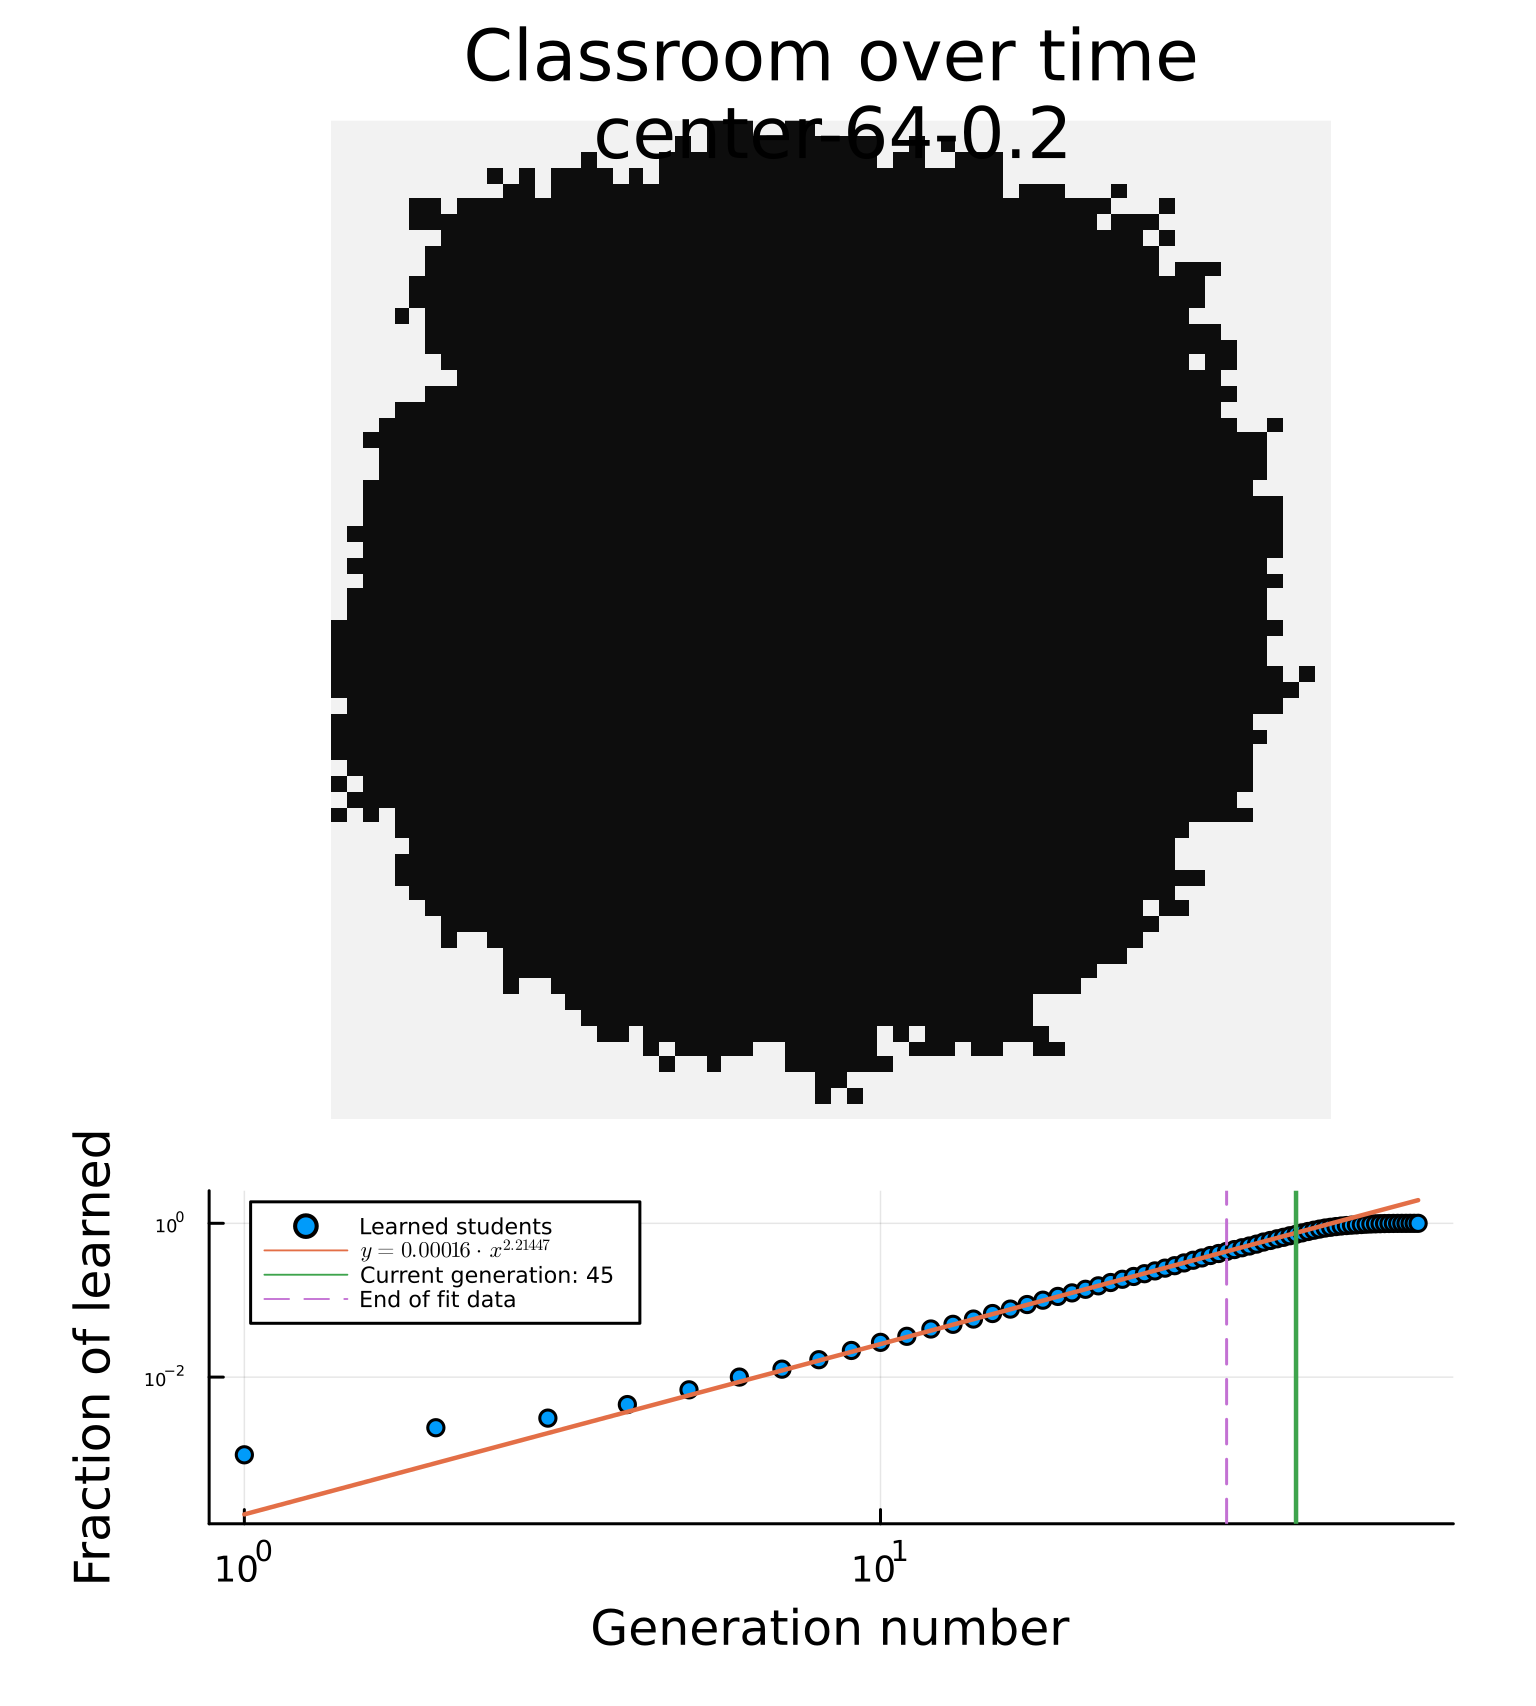 Classroom over time
center-64-0.2
Fraction of learned
10⁰
10⁻²
Learned students
y = 0.00016 · x^2.21447
Current generation: 45
End of fit data
10⁰
10¹
Generation number